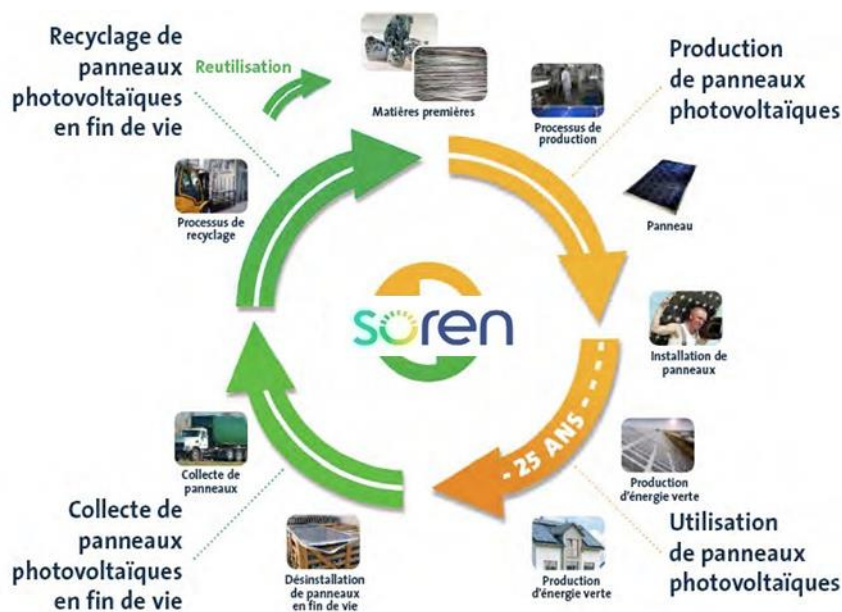 Recyclage de
panneaux
photovoltaïques
en fin de vie
Reutilisation
Matières premières
Processus de
production
Production
de panneaux
photovoltaïques
Processus de
recyclage
Panneau
soren
Installation de
panneaux
- 25 ANS - - -
Collecte de
panneaux
Production
d'énergie verte
Collecte de
panneaux
photovoltaïques
en fin de vie
Désinstallation
de panneaux
en fin de vie
Production
d'énergie verte
Utilisation
de panneaux
photovoltaïques